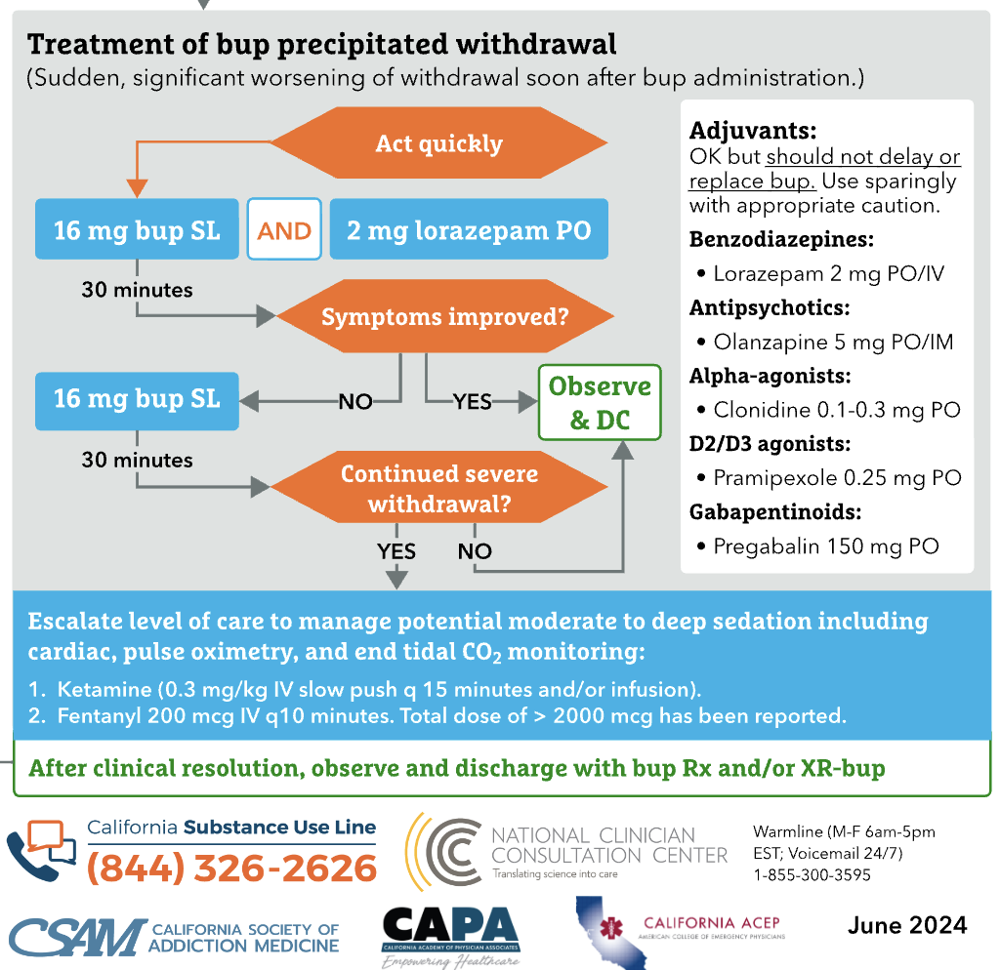 Treatment of bup precipitated withdrawal
(Sudden, significant worsening of withdrawal soon after bup administration.)
Act quickly
16 mg bup SL
AND
2 mg lorazepam PO
30 minutes
Symptoms improved?
NO
YES
16 mg bup SL
Observe
& DC
30 minutes
Continued severe
withdrawal?
YES
NO
Adjuvants:
OK but should not delay or
replace bup. Use sparingly
with appropriate caution.
Benzodiazepines:
• Lorazepam 2 mg PO/IV
Antipsychotics:
• Olanzapine 5 mg PO/IM
Alpha-agonists:
• Clonidine 0.1-0.3 mg PO
D2/D3 agonists:
• Pramipexole 0.25 mg PO
Gabapentinoids:
• Pregabalin 150 mg PO
Escalate level of care to manage potential moderate to deep sedation including
cardiac, pulse oximetry, and end tidal CO₂ monitoring:
1. Ketamine (0.3 mg/kg IV slow push q 15 minutes and/or infusion).
2. Fentanyl 200 mcg IV q10 minutes. Total dose of > 2000 mcg has been reported.
After clinical resolution, observe and discharge with bup Rx and/or XR-bup
California Substance Use Line
(844) 326-2626
NATIONAL CLINICIAN
CONSULTATION CENTER
Translating science into care
Warmline (M-F 6am-5pm
EST; Voicemail 24/7)
1-855-300-3595
CSAM
CALIFORNIA SOCIETY OF
ADDICTION MEDICINE
CAPA
CALIFORNIA ACADEMY OF PHYSICIAN ASSOCIATES
Empowering Healthcare
CALIFORNIA ACEP
AMERICAN COLLEGE OF EMERGENCY PHYSICIANS
June 2024